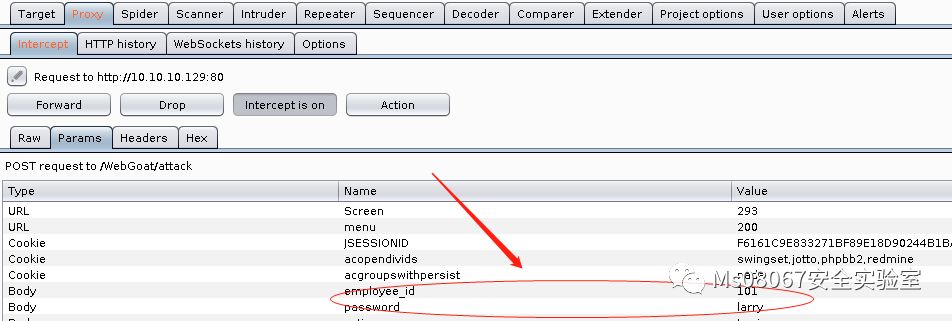 Target Proxy Spider Scanner Intruder Repeater Sequencer Decoder Comparer Extender Project options User options Alerts
Intercept HTTP history WebSockets history Options
Request to http://10.10.10.129:80
Forward Drop Intercept is on Action
Raw Params Headers Hex
POST request to /WebGoat/attack
Type Name Value
URL Screen 293
URL menu 200
Cookie JSESSIONID
Cookie acopendivids swingset,jotto,phpbb2,redmine
Cookie acgroupswithpersist
Body employee_id 101
Body password larry
Ms08067安全实验室